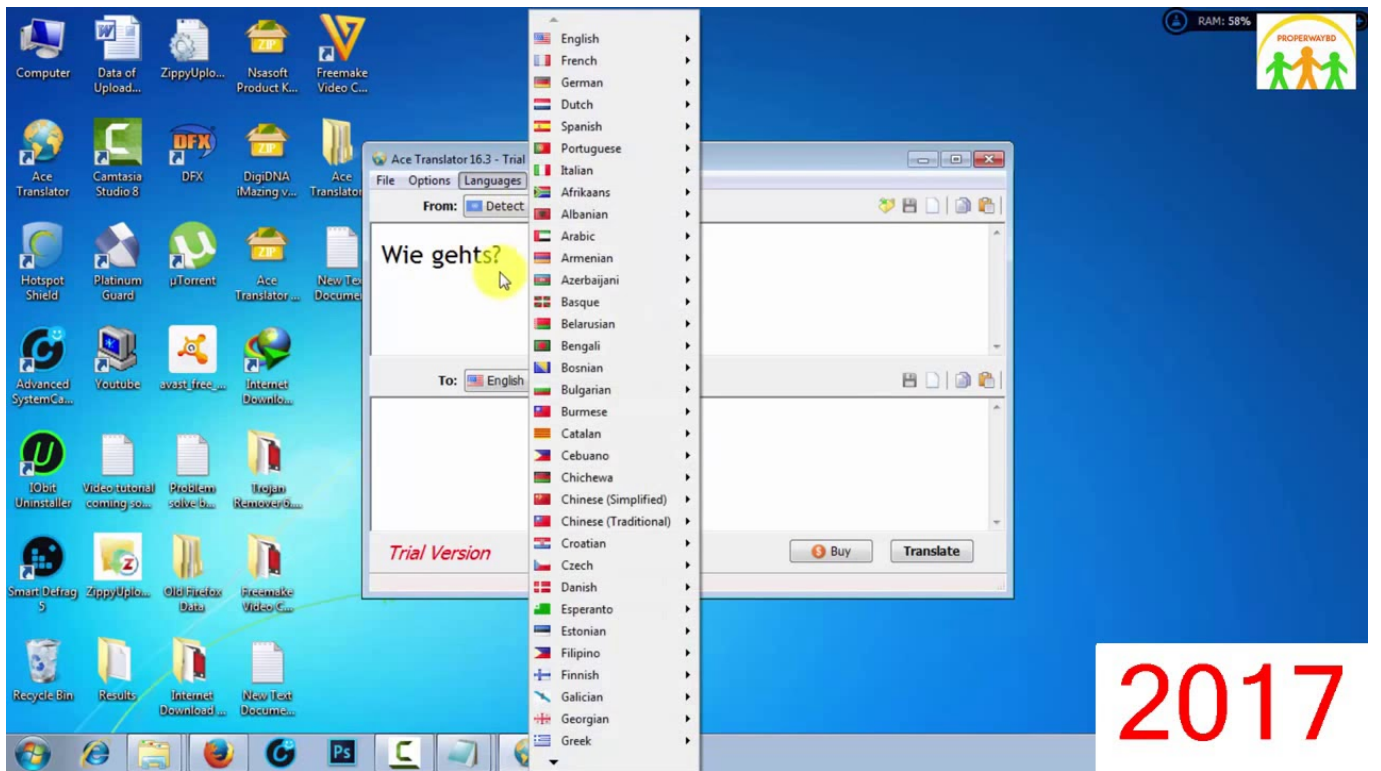 RAM: 58%
PROPERWAYBD
Computer
Data of
Upload...
ZippyUplo...
Nsasoft
Product K...
Freemake
Video C...
Ace
Translator
Camtasia
Studio 8
DFX
DigiDNA
iMazing v...
Ace
Translator
Hotspot
Shield
Platinum
Guard
µTorrent
Ace
Translator ...
New Tex
Documen
Advanced
SystemCa...
Youtube
avast_free_...
Internet
Downlo...
IObit
Uninstaller
Video tutorial
coming so...
Problem
solve b...
Trojan
Remover 6....
Smart Defrag
5
ZippyUplo...
Old Firefox
Data
Freemake
Video C...
Recycle Bin
Results
Internet
Download ...
New Text
Docume...
Ace Translator 16.3 - Trial
File Options Languages
From: Detect
Wie gehts?
To: English
Trial Version
Buy
Translate
English
French
German
Dutch
Spanish
Portuguese
Italian
Afrikaans
Albanian
Arabic
Armenian
Azerbaijani
Basque
Belarusian
Bengali
Bosnian
Bulgarian
Burmese
Catalan
Cebuano
Chichewa
Chinese (Simplified)
Chinese (Traditional)
Croatian
Czech
Danish
Esperanto
Estonian
Filipino
Finnish
Galician
Georgian
Greek
Ps
2017